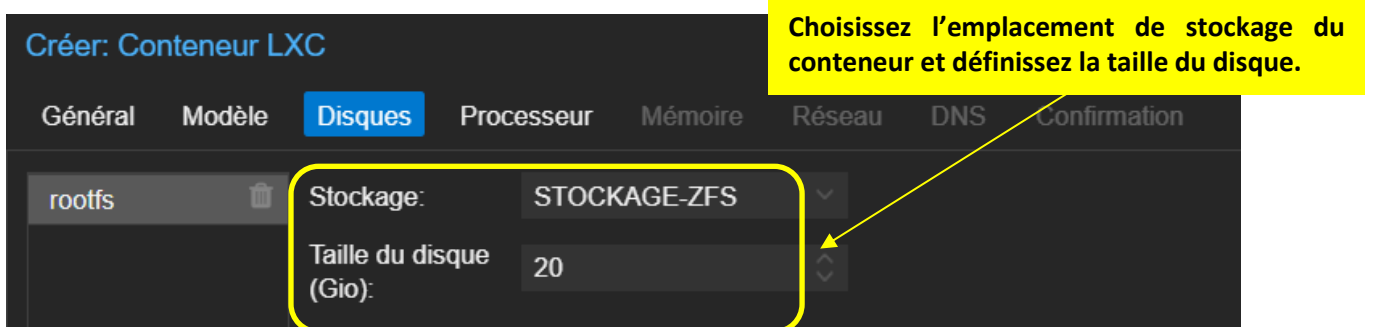 Choisissez l’emplacement de stockage du
conteneur et définissez la taille du disque.
Créer: Conteneur LXC
Général Modèle Disques Processeur Mémoire Réseau DNS Confirmation
rootfs
Stockage: STOCKAGE-ZFS
Taille du disque
(Gio): 20